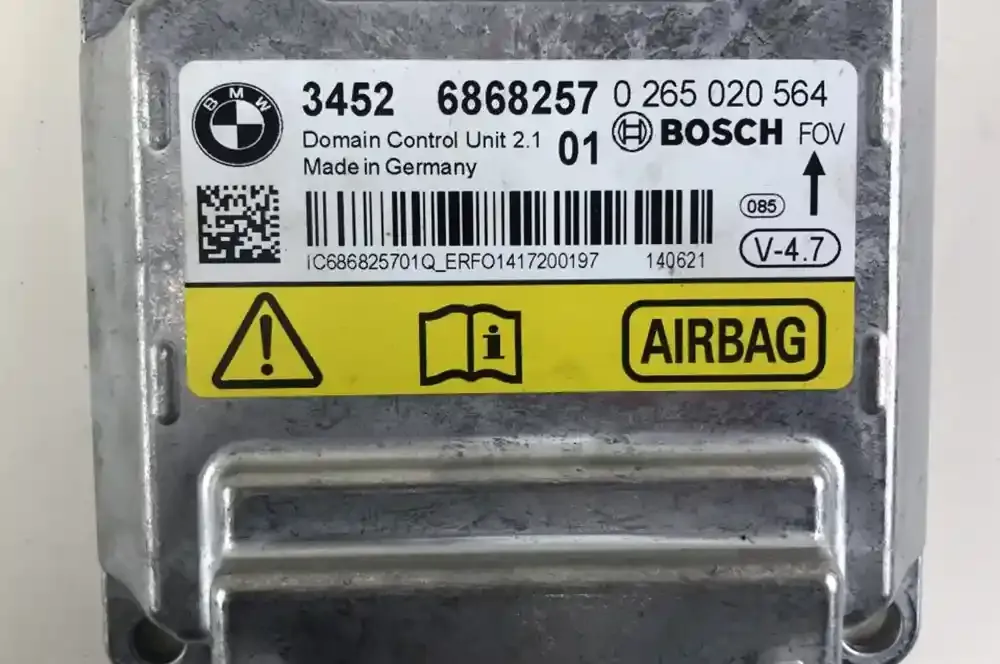 BMW
3452 6868257 0 265 020 564
Domain Control Unit 2.1 01 BOSCH FOV
Made in Germany
085
V-4.7
IC686825701Q_ERFO1417200197 140621
i
AIRBAG